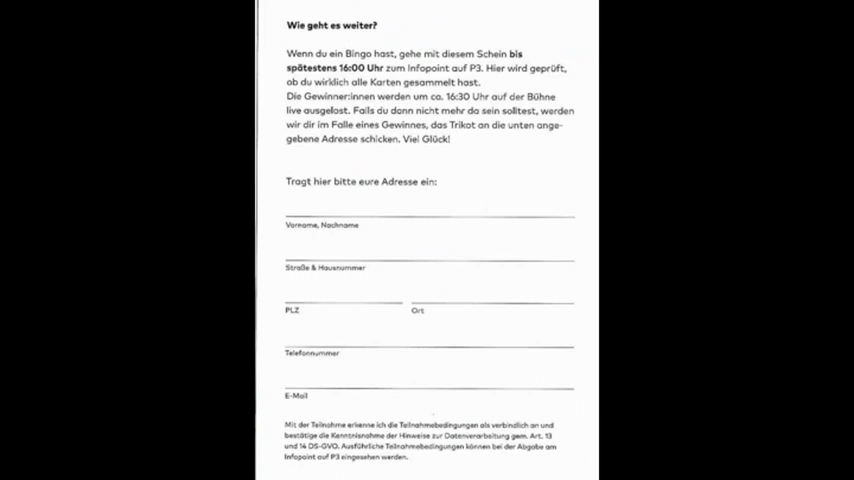 Wie geht es weiter?
Wenn du ein Bingo hast, gehe mit diesem Schein bis
spätestens 16:00 Uhr zum Infopoint auf P3. Hier wird geprüft,
ob du wirklich alle Karten gesammelt hast.
Die Gewinner:innen werden um ca. 16:30 Uhr auf der Bühne
live ausgelost. Falls du dann nicht mehr da sein solltest, werden
wir dir im Falle eines Gewinnes, das Trikot an die unten ange-
gebene Adresse schicken. Viel Glück!
Tragt hier bitte eure Adresse ein:
Vorname, Nachname
Straße & Hausnummer
PLZ Ort
Telefonnummer
E-Mail
Mit der Teilnahme erkenne ich die Teilnahmebedingungen als verbindlich an und
bestätige die Kenntnisnahme der Hinweise zur Datenverarbeitung gem. Art. 13
und 14 DS-GVO. Ausführliche Teilnahmebedingungen können bei der Abgabe am
Infopoint auf P3 eingesehen werden.